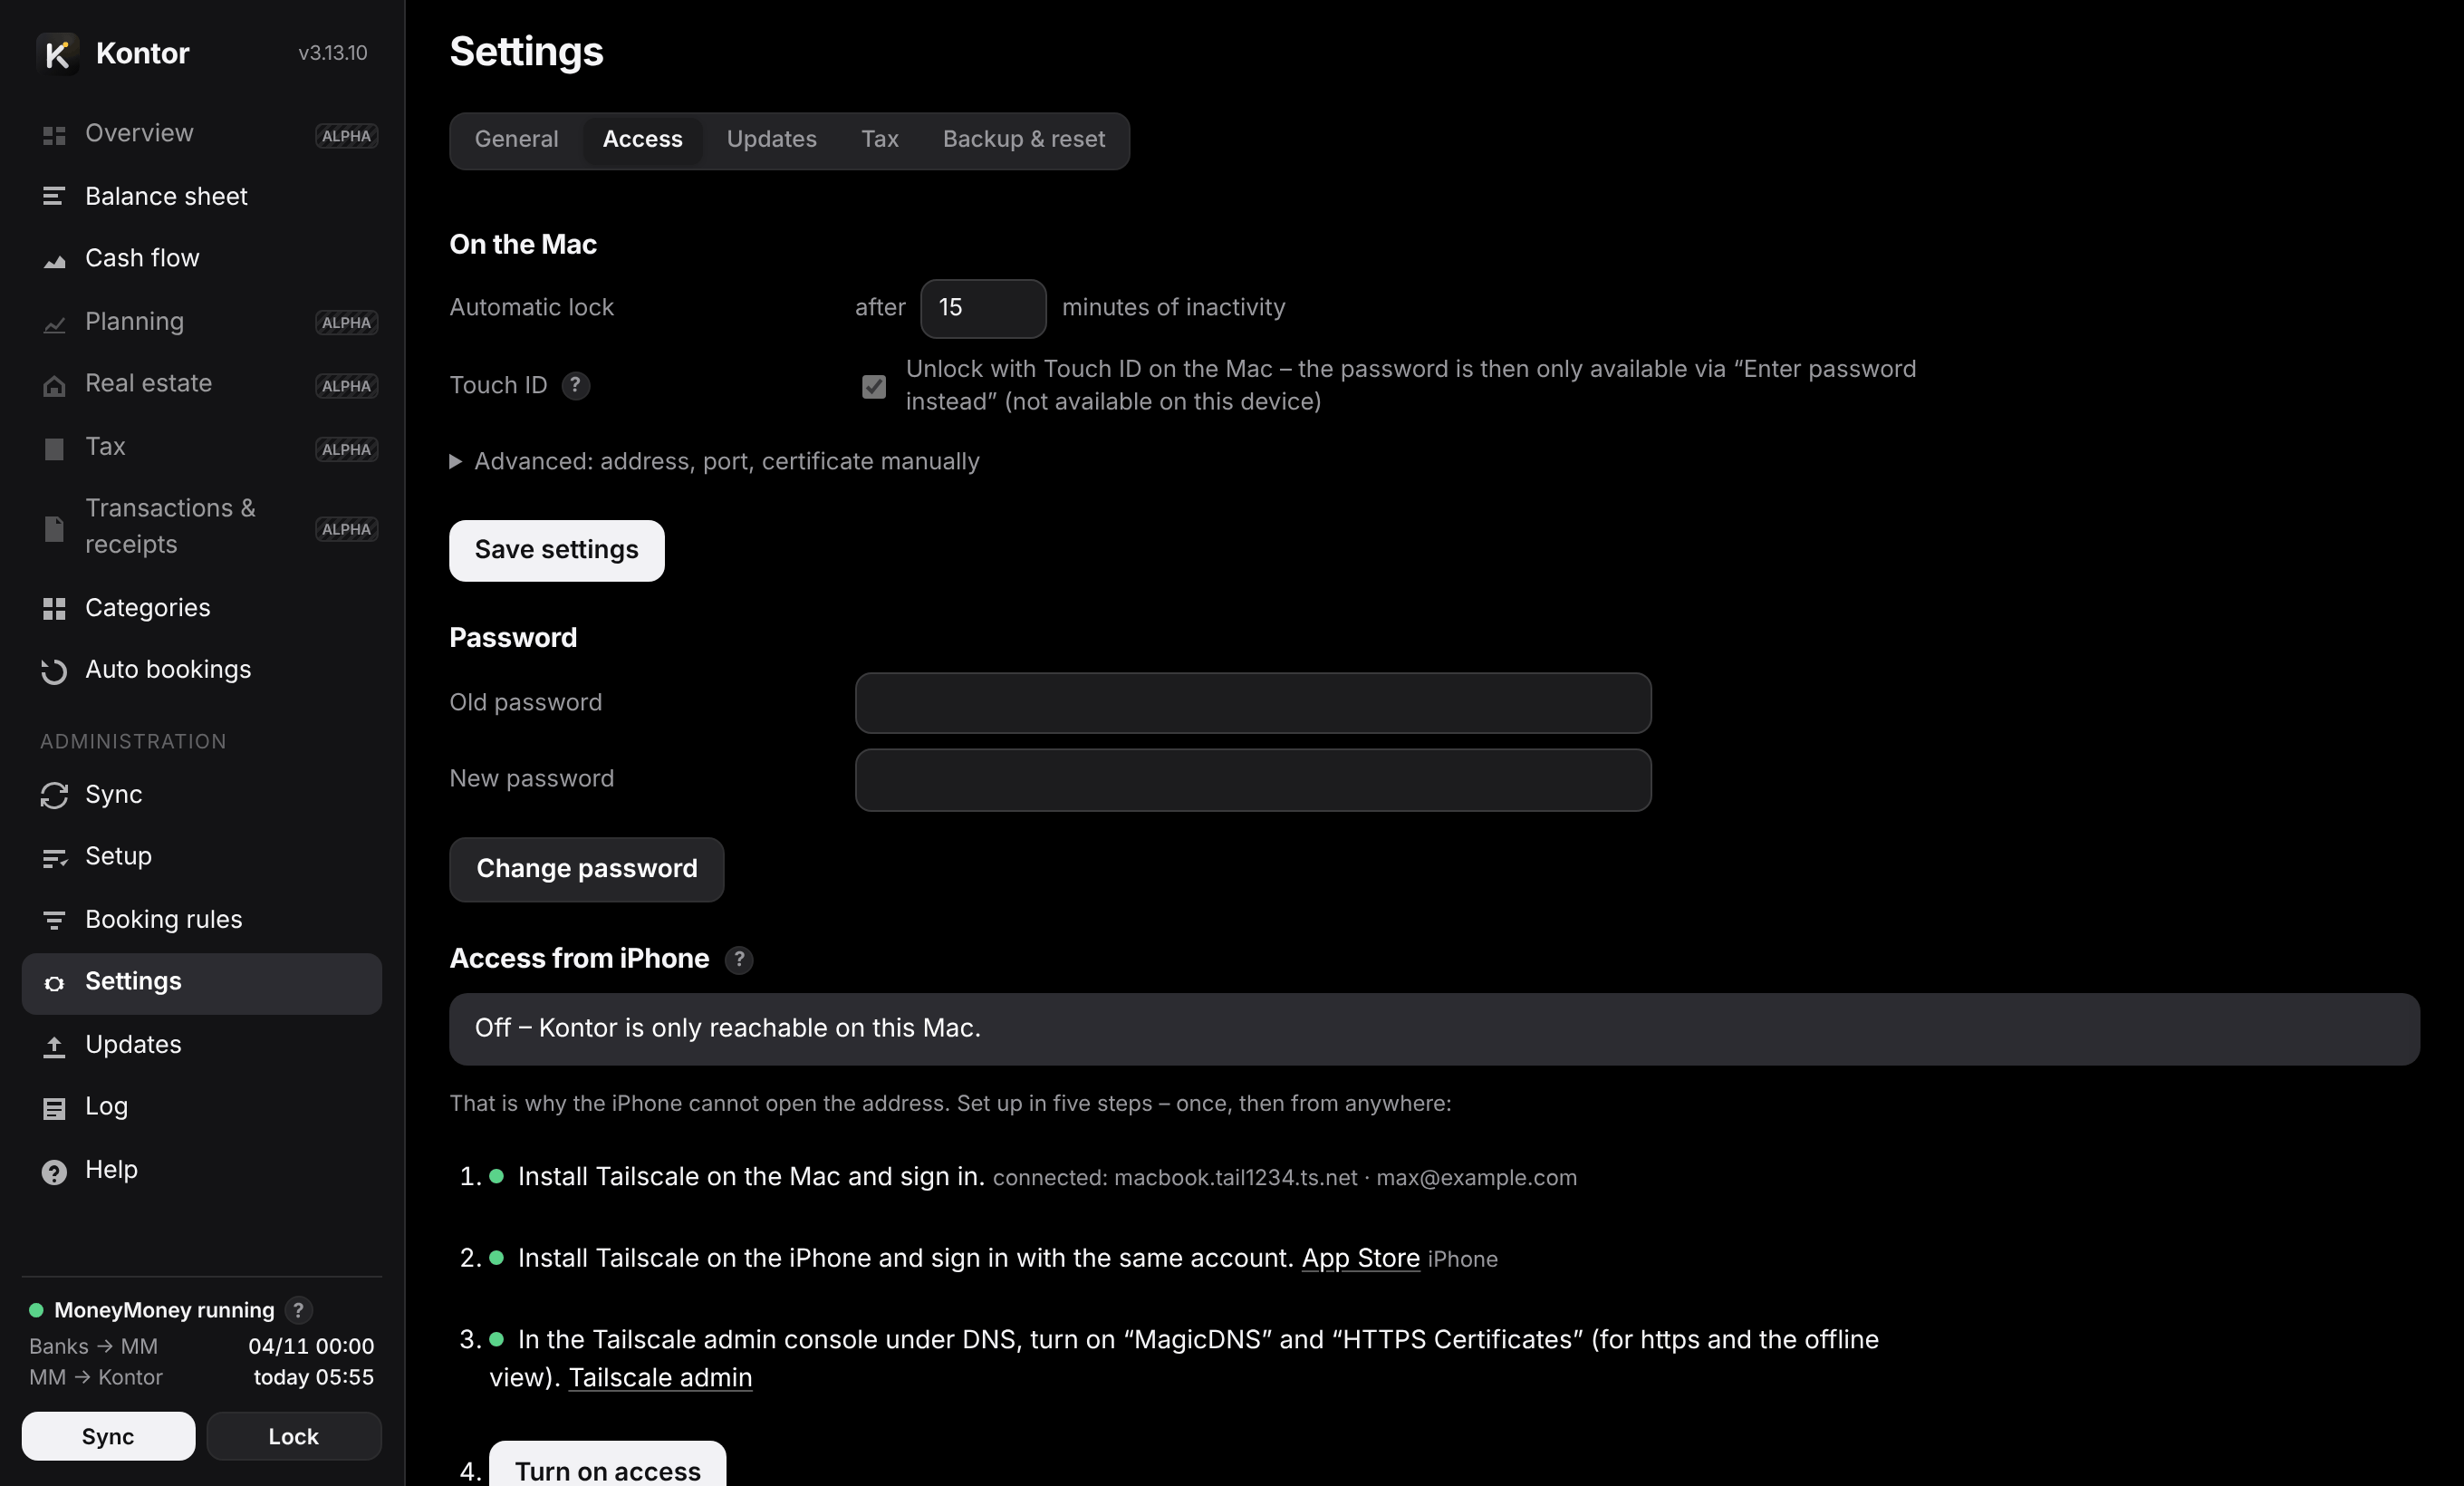 Kontor
v3.13.10
Overview
ALPHA
Balance sheet
Cash flow
Planning
ALPHA
Real estate
ALPHA
Tax
ALPHA
Transactions &
receipts
ALPHA
Categories
Auto bookings
ADMINISTRATION
Sync
Setup
Booking rules
Settings
Updates
Log
Help
MoneyMoney running ?
Banks → MM 04/11 00:00
MM → Kontor today 05:55
Sync Lock
Settings
General Access Updates Tax Backup & reset
On the Mac
Automatic lock after 15 minutes of inactivity
Touch ID ? Unlock with Touch ID on the Mac – the password is then only available via “Enter password
instead” (not available on this device)
Advanced: address, port, certificate manually
Save settings
Password
Old password
New password
Change password
Access from iPhone ?
Off – Kontor is only reachable on this Mac.
That is why the iPhone cannot open the address. Set up in five steps – once, then from anywhere:
1. Install Tailscale on the Mac and sign in. connected: macbook.tail1234.ts.net · max@example.com
2. Install Tailscale on the iPhone and sign in with the same account. App Store iPhone
3. In the Tailscale admin console under DNS, turn on “MagicDNS” and “HTTPS Certificates” (for https and the offline
view). Tailscale admin
4. Turn on access